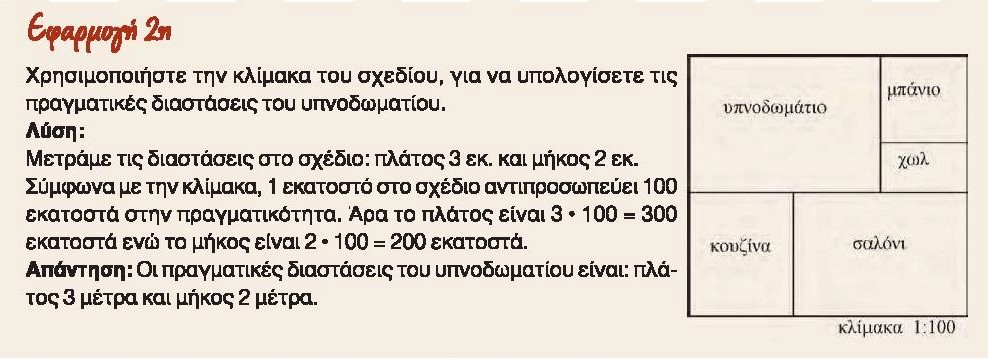 Εφαρμογή 2η
Χρησιμοποιήστε την κλίμακα του σχεδίου, για να υπολογίσετε τις
πραγματικές διαστάσεις του υπνοδωματίου.
Λύση:
Μετράμε τις διαστάσεις στο σχέδιο: πλάτος 3 εκ. και μήκος 2 εκ.
Σύμφωνα με την κλίμακα, 1 εκατοστό στο σχέδιο αντιπροσωπεύει 100
εκατοστά στην πραγματικότητα. Άρα το πλάτος είναι 3 • 100 = 300
εκατοστά ενώ το μήκος είναι 2 • 100 = 200 εκατοστά.
Απάντηση: Οι πραγματικές διαστάσεις του υπνοδωματίου είναι: πλά-
τος 3 μέτρα και μήκος 2 μέτρα.
υπνοδωμάτιο
μπάνιο
χωλ
κουζίνα
σαλόνι
κλίμακα 1:100